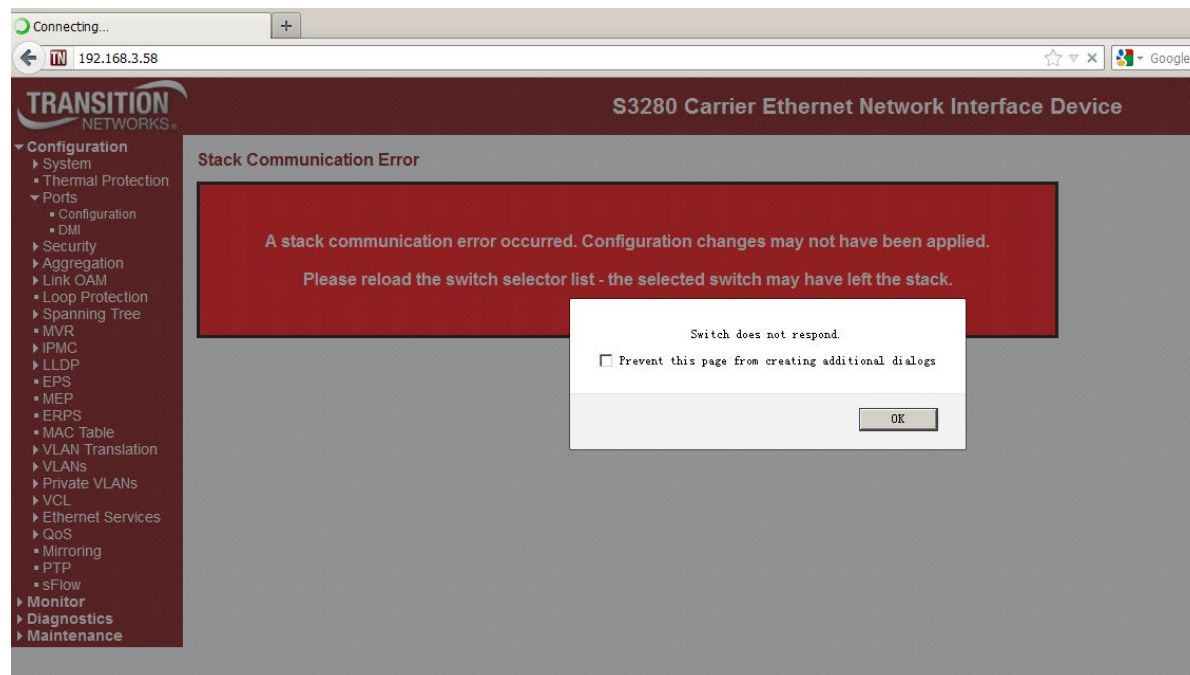 Connecting...
192.168.3.58
Google
TRANSITION
NETWORKS®
S3280 Carrier Ethernet Network Interface Device
Configuration
System
Thermal Protection
Ports
Configuration
DMI
Security
Aggregation
Link OAM
Loop Protection
Spanning Tree
MVR
IPMC
LLDP
EPS
MEP
ERPS
MAC Table
VLAN Translation
VLANs
Private VLANs
VCL
Ethernet Services
QoS
Mirroring
PTP
sFlow
Monitor
Diagnostics
Maintenance
Stack Communication Error
A stack communication error occurred. Configuration changes may not have been applied.
Please reload the switch selector list - the selected switch may have left the stack.
Switch does not respond.
Prevent this page from creating additional dialogs
OK